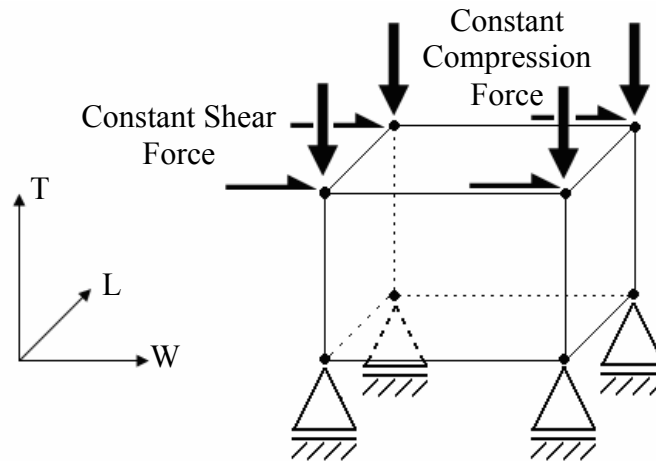 Constant
Compression
Force
Constant Shear
Force
T
L
W